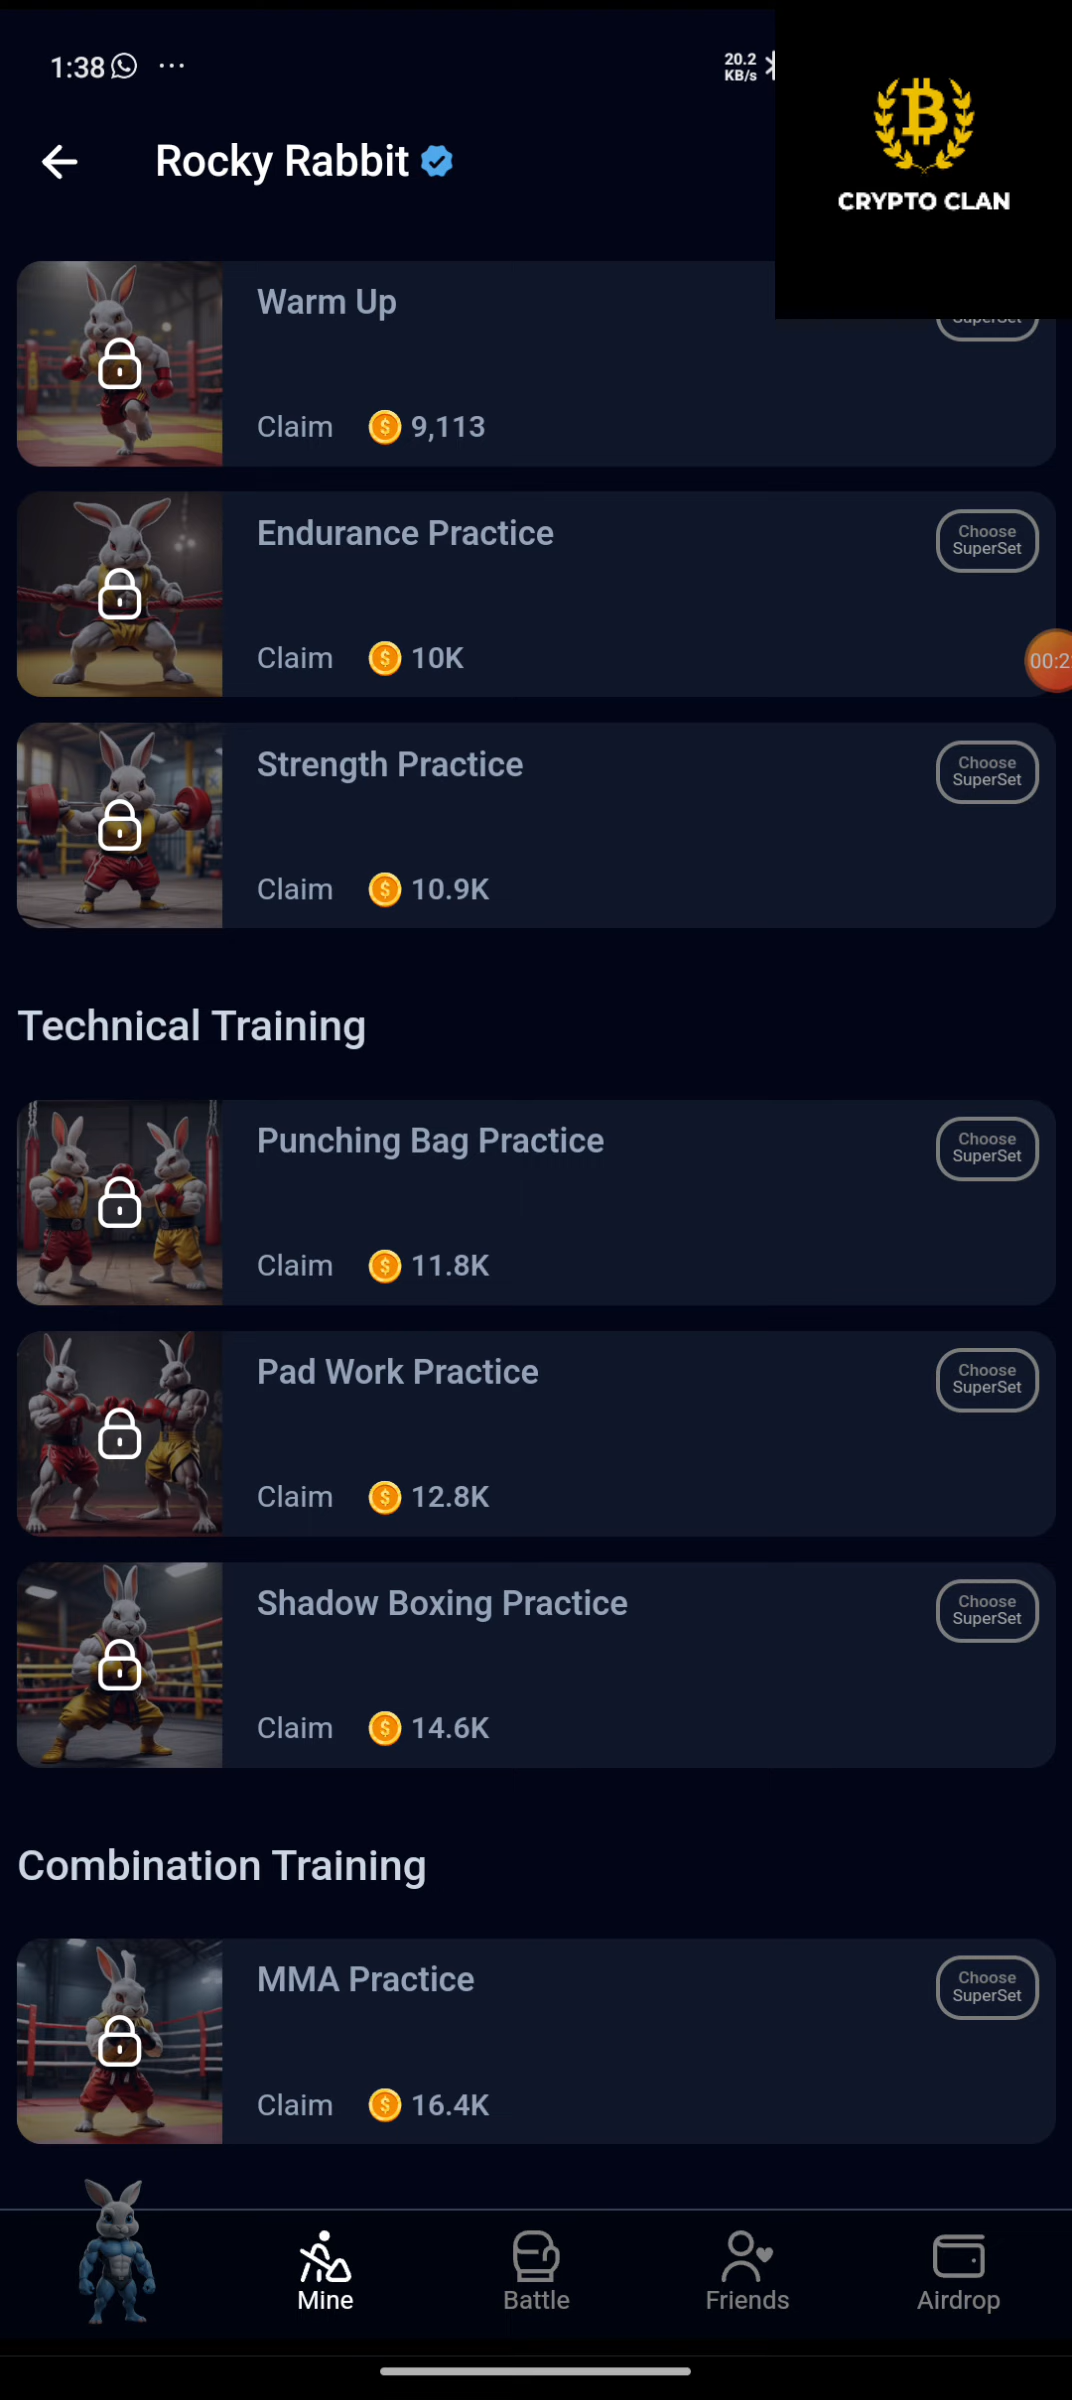 1:38 ...
20.2
KB/s
Rocky Rabbit
CRYPTO CLAN
Warm Up
SuperSet
Claim 9,113
Endurance Practice
Choose
SuperSet
Claim 10K
00:2
Strength Practice
Choose
SuperSet
Claim 10.9K
Technical Training
Punching Bag Practice
Choose
SuperSet
Claim 11.8K
Pad Work Practice
Choose
SuperSet
Claim 12.8K
Shadow Boxing Practice
Choose
SuperSet
Claim 14.6K
Combination Training
MMA Practice
Choose
SuperSet
Claim 16.4K
Mine
Battle
Friends
Airdrop